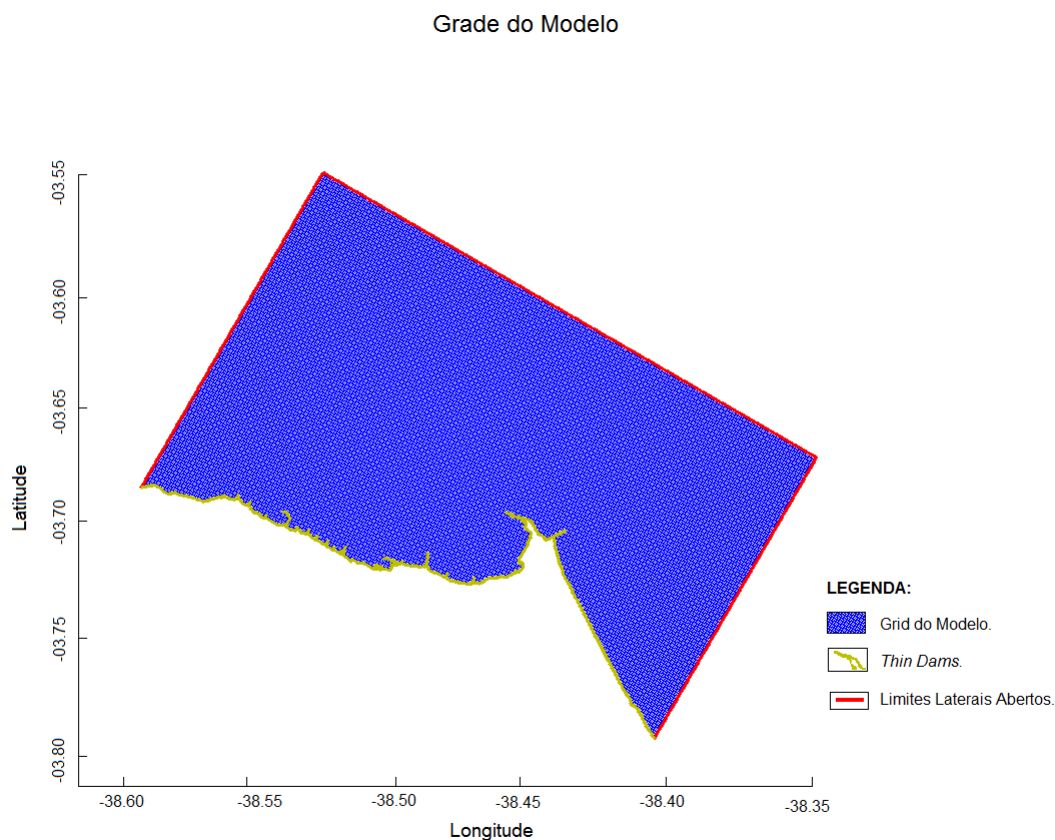 Grade do Modelo
-03.55
-03.60
-03.65
-03.70
-03.75
-03.80
Latitude
-38.60
-38.55
-38.50
-38.45
-38.40
-38.35
Longitude
LEGENDA:
Grid do Modelo.
Thin Dams.
Limites Laterais Abertos.